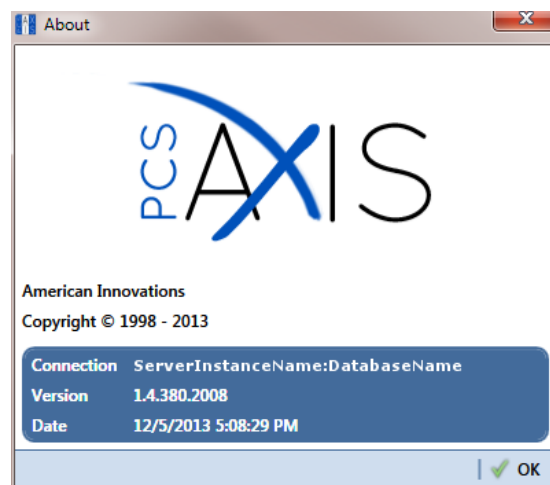 About
PCS AXIS
American Innovations
Copyright © 1998 - 2013
Connection ServerInstanceName:DatabaseName
Version 1.4.380.2008
Date 12/5/2013 5:08:29 PM
OK